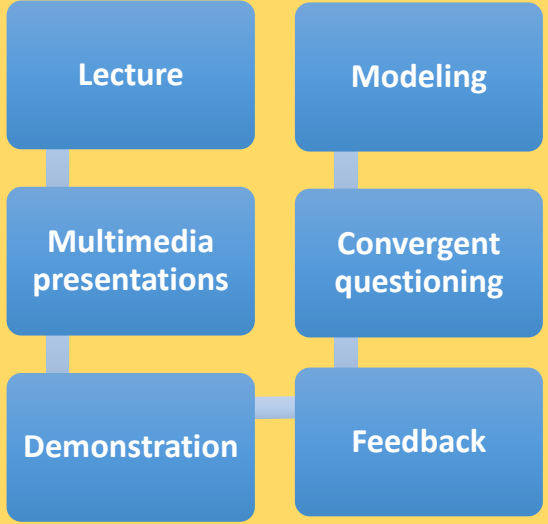 Lecture
Multimedia
presentations
Demonstration
Feedback
Convergent
questioning
Modeling